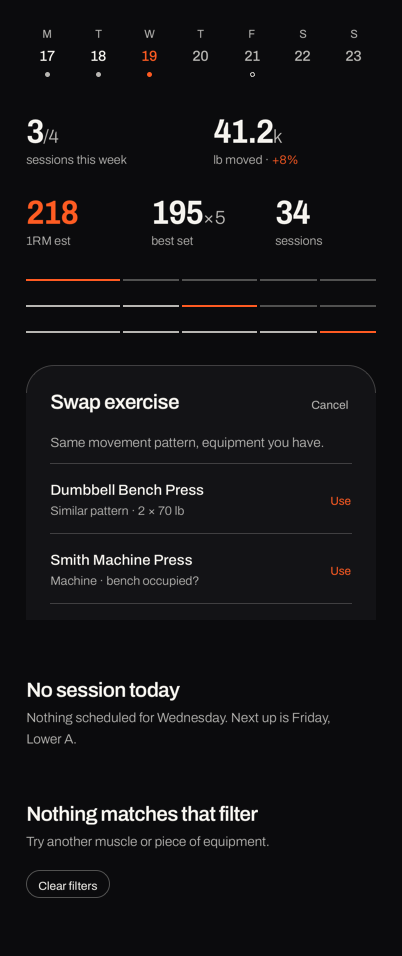 M T W T F S S
17 18 19 20 21 22 23
3/4 41.2k
sessions this week lb moved · +8%
218 195×5 34
1RM est best set sessions
Swap exercise Cancel
Same movement pattern, equipment you have.
Dumbbell Bench Press
Similar pattern · 2 × 70 lb Use
Smith Machine Press
Machine · bench occupied? Use
No session today
Nothing scheduled for Wednesday. Next up is Friday,
Lower A.
Nothing matches that filter
Try another muscle or piece of equipment.
Clear filters